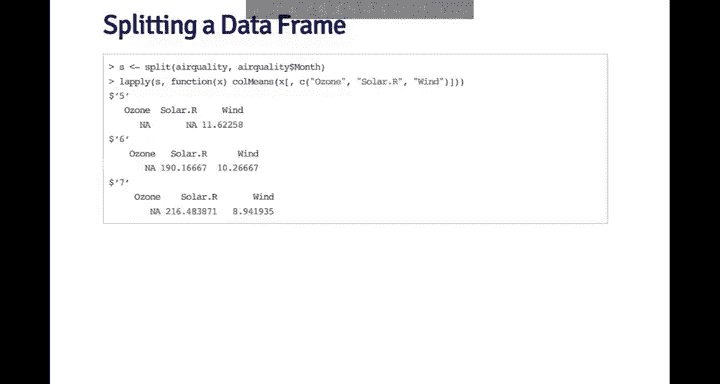 Splitting a Data Frame
> s <- split(airquality, airquality$Month)
> lapply(s, function(x) colMeans(x[, c("Ozone", "Solar.R", "Wind")]))
$'5'
Ozone Solar.R Wind
NA NA 11.62258
$'6'
Ozone Solar.R Wind
NA 190.16667 10.26667
$'7'
Ozone Solar.R Wind
NA 216.483871 8.941935